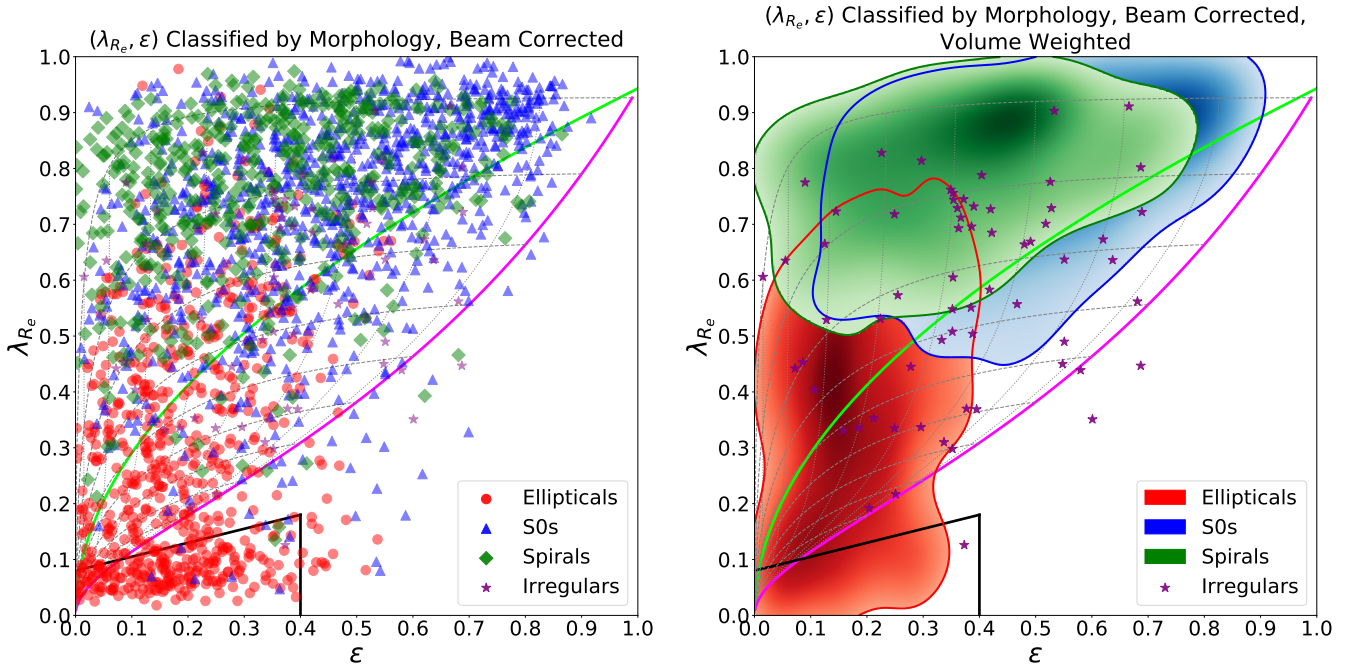 (λ_{R_e}, ε) Classified by Morphology, Beam Corrected
1.0
0.9
0.8
0.7
0.6
0.5
0.4
0.3
0.2
0.1
0.0
λ_{R_e}
0.0 0.1 0.2 0.3 0.4 0.5 0.6 0.7 0.8 0.9 1.0
ε
Ellipticals
S0s
Spirals
Irregulars
(λ_{R_e}, ε) Classified by Morphology, Beam Corrected,
Volume Weighted
1.0
0.9
0.8
0.7
0.6
0.5
0.4
0.3
0.2
0.1
0.0
λ_{R_e}
0.0 0.1 0.2 0.3 0.4 0.5 0.6 0.7 0.8 0.9 1.0
ε
Ellipticals
S0s
Spirals
Irregulars